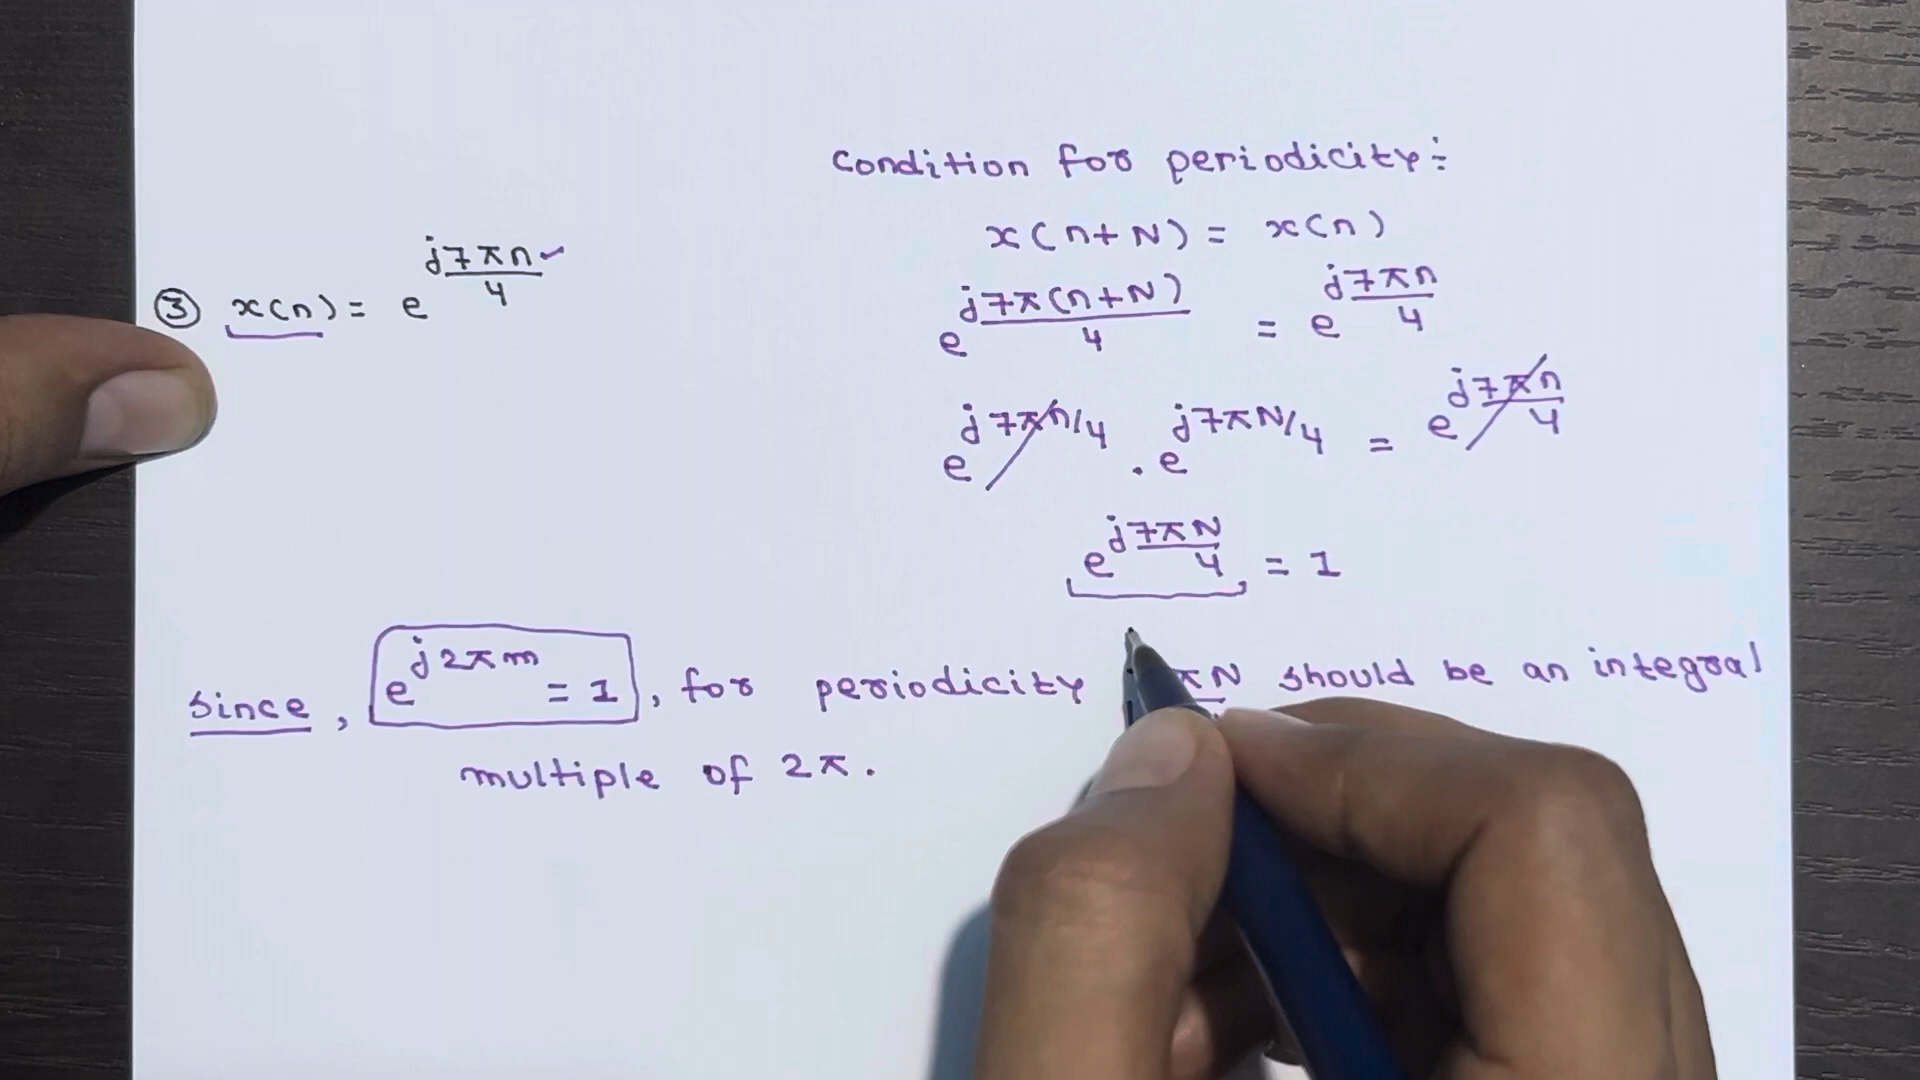 Condition for periodicity:
x(n+N) = x(n)
③ x(n) = e^{j7πn/4}
e^{j7π(n+N)/4} = e^{j7πn/4}
e^{j7πn/4} . e^{j7πN/4} = e^{j7πn/4}
e^{j7πN/4} = 1
Since, e^{j2πm} = 1, for periodicity πN should be an integral
multiple of 2π.